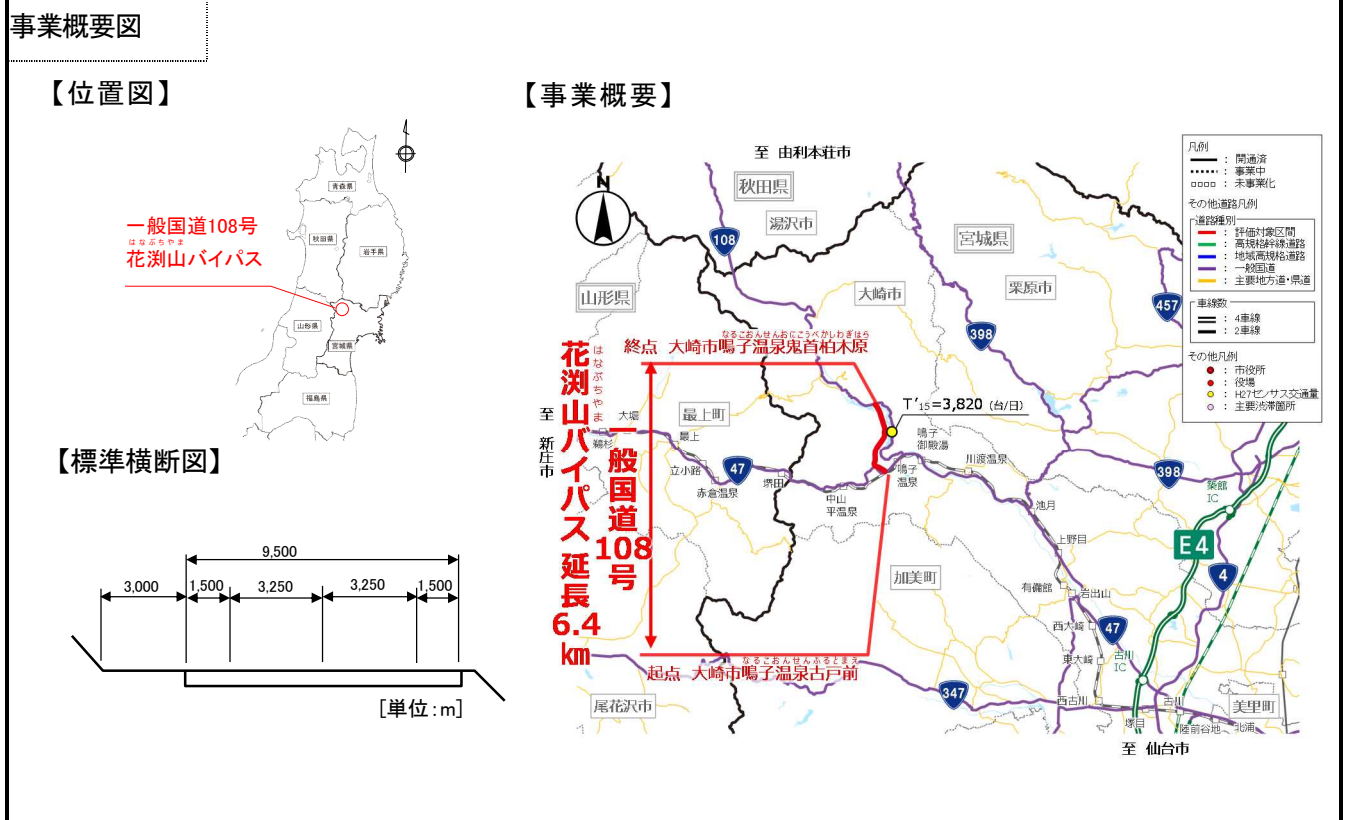 事業概要図
【位置図】
青森県
秋田県
岩手県
山形県
宮城県
福島県
一般国道108号
はなぶちやま
花渕山バイパス
【標準横断図】
9,500
3,000
1,500
3,250
3,250
1,500
[単位:m]
【事業概要】
至 由利本荘市
N
秋田県
湯沢市
108
宮城県
山形県
大崎市
栗原市
457
398
なるこおんせんおにこうべかしわぎはら
終点 大崎市鳴子温泉鬼首柏木原
はなぶちやま
花渕山バイパス 延長6.4km
一般国道108号
至 新庄市
大堀
鵜杉
最上町
最上
立小路
赤倉温泉
47
堺田
中山平温泉
T'15=3,820 (台/日)
鳴子御殿湯
鳴子温泉
川渡温泉
池月
398
築館IC
E4
4
上野目
有備館
岩出山
加美町
西大崎
47
東大崎
古川IC
なるこおんせんふるとまえ
起点 大崎市鳴子温泉古戸前
尾花沢市
347
西古川
古川
塚目
美里町
陸前谷地
北浦
至 仙台市
凡例
: 開通済
: 事業中
: 未事業化
その他道路凡例
道路種別
: 評価対象区間
: 高規格幹線道路
: 地域高規格道路
: 一般国道
: 主要地方道・県道
車線数
: 4車線
: 2車線
その他凡例
: 市役所
: 役場
: H27センサス交通量
: 主要渋滞箇所